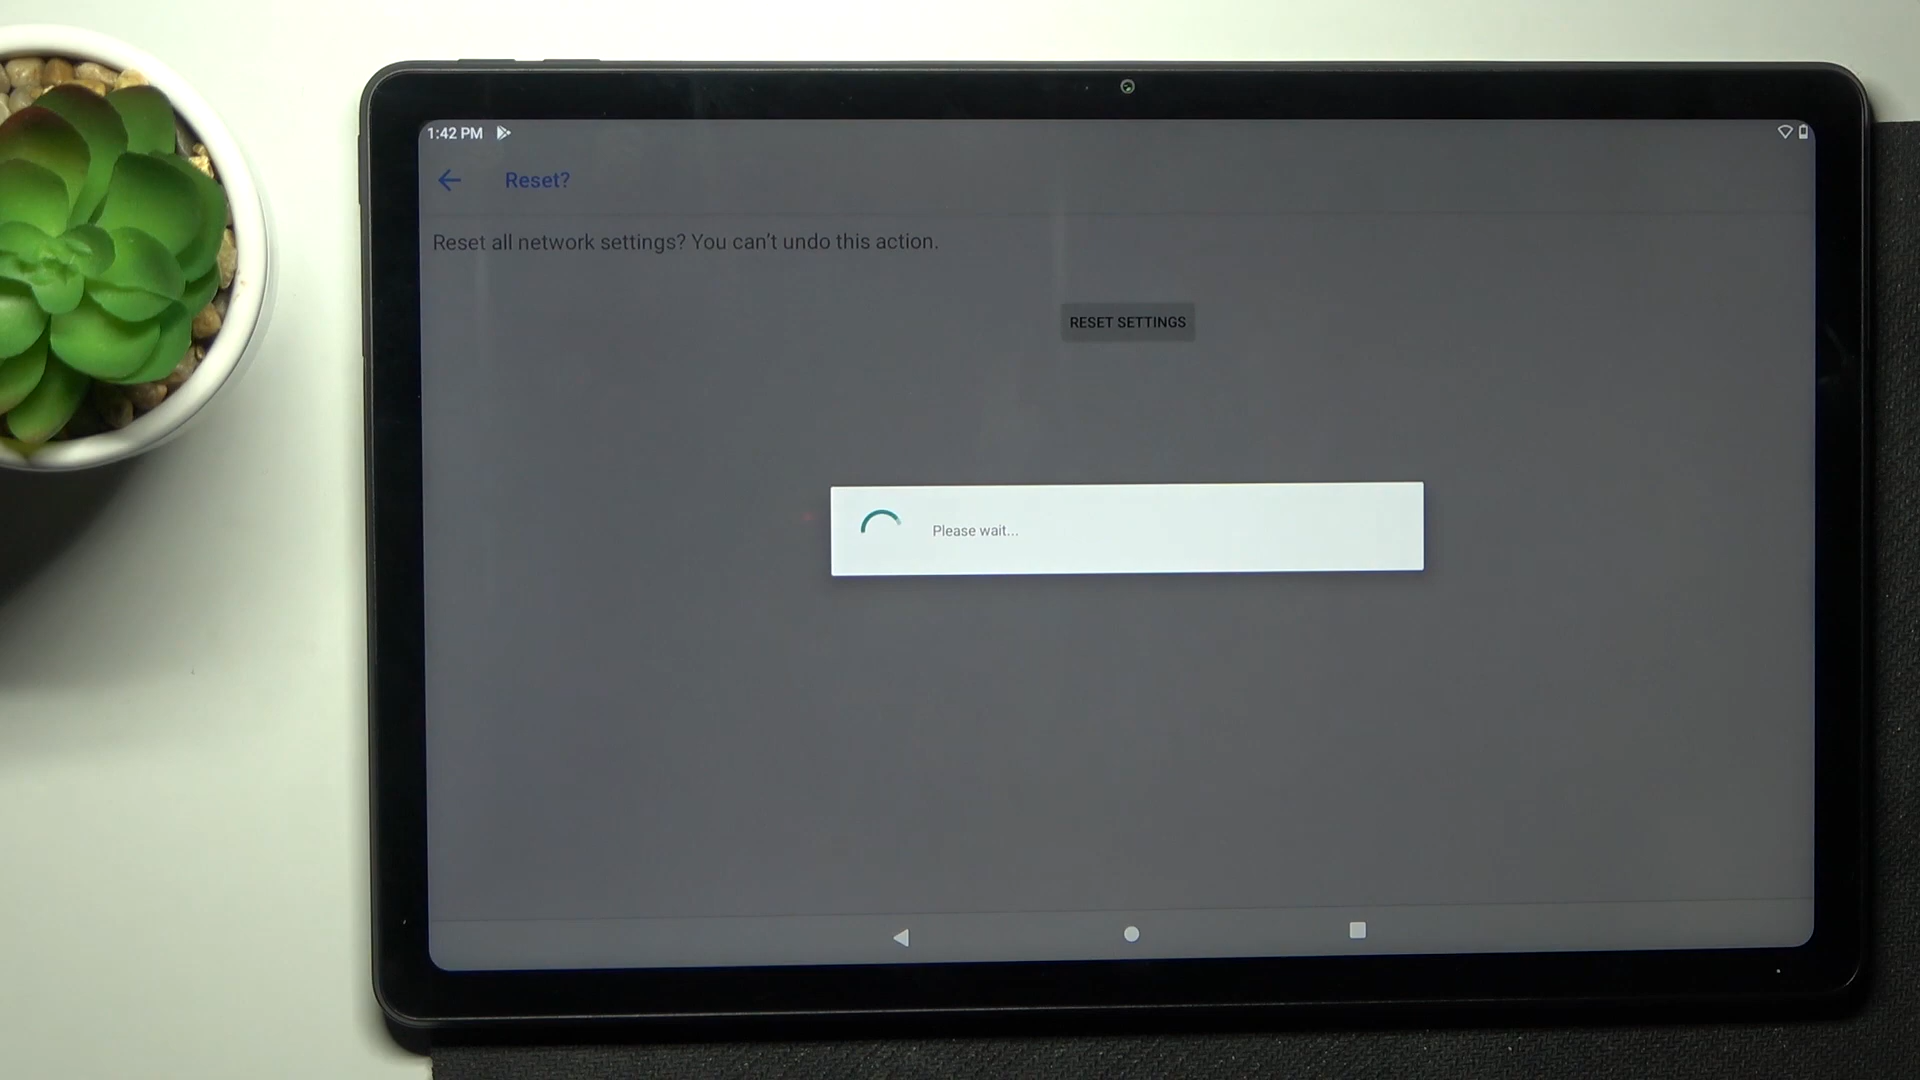 1:42 PM
Reset?
Reset all network settings? You can't undo this action.
RESET SETTINGS
Please wait...